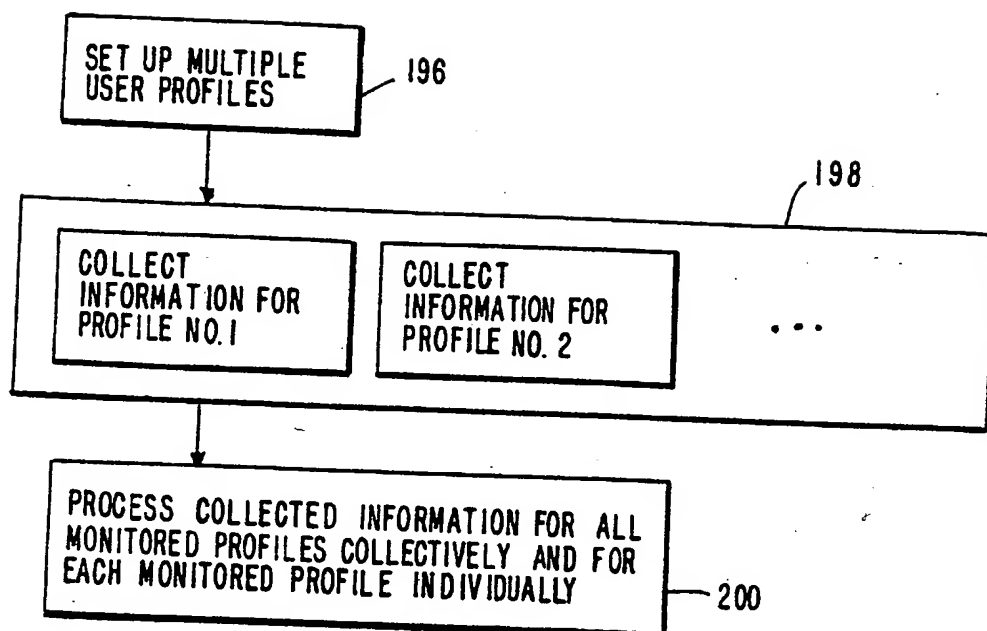 SET UP MULTIPLE
USER PROFILES
196
198
COLLECT
INFORMATION FOR
PROFILE NO. 1
COLLECT
INFORMATION FOR
PROFILE NO. 2
...
PROCESS COLLECTED INFORMATION FOR ALL
MONITORED PROFILES COLLECTIVELY AND FOR
EACH MONITORED PROFILE INDIVIDUALLY
200